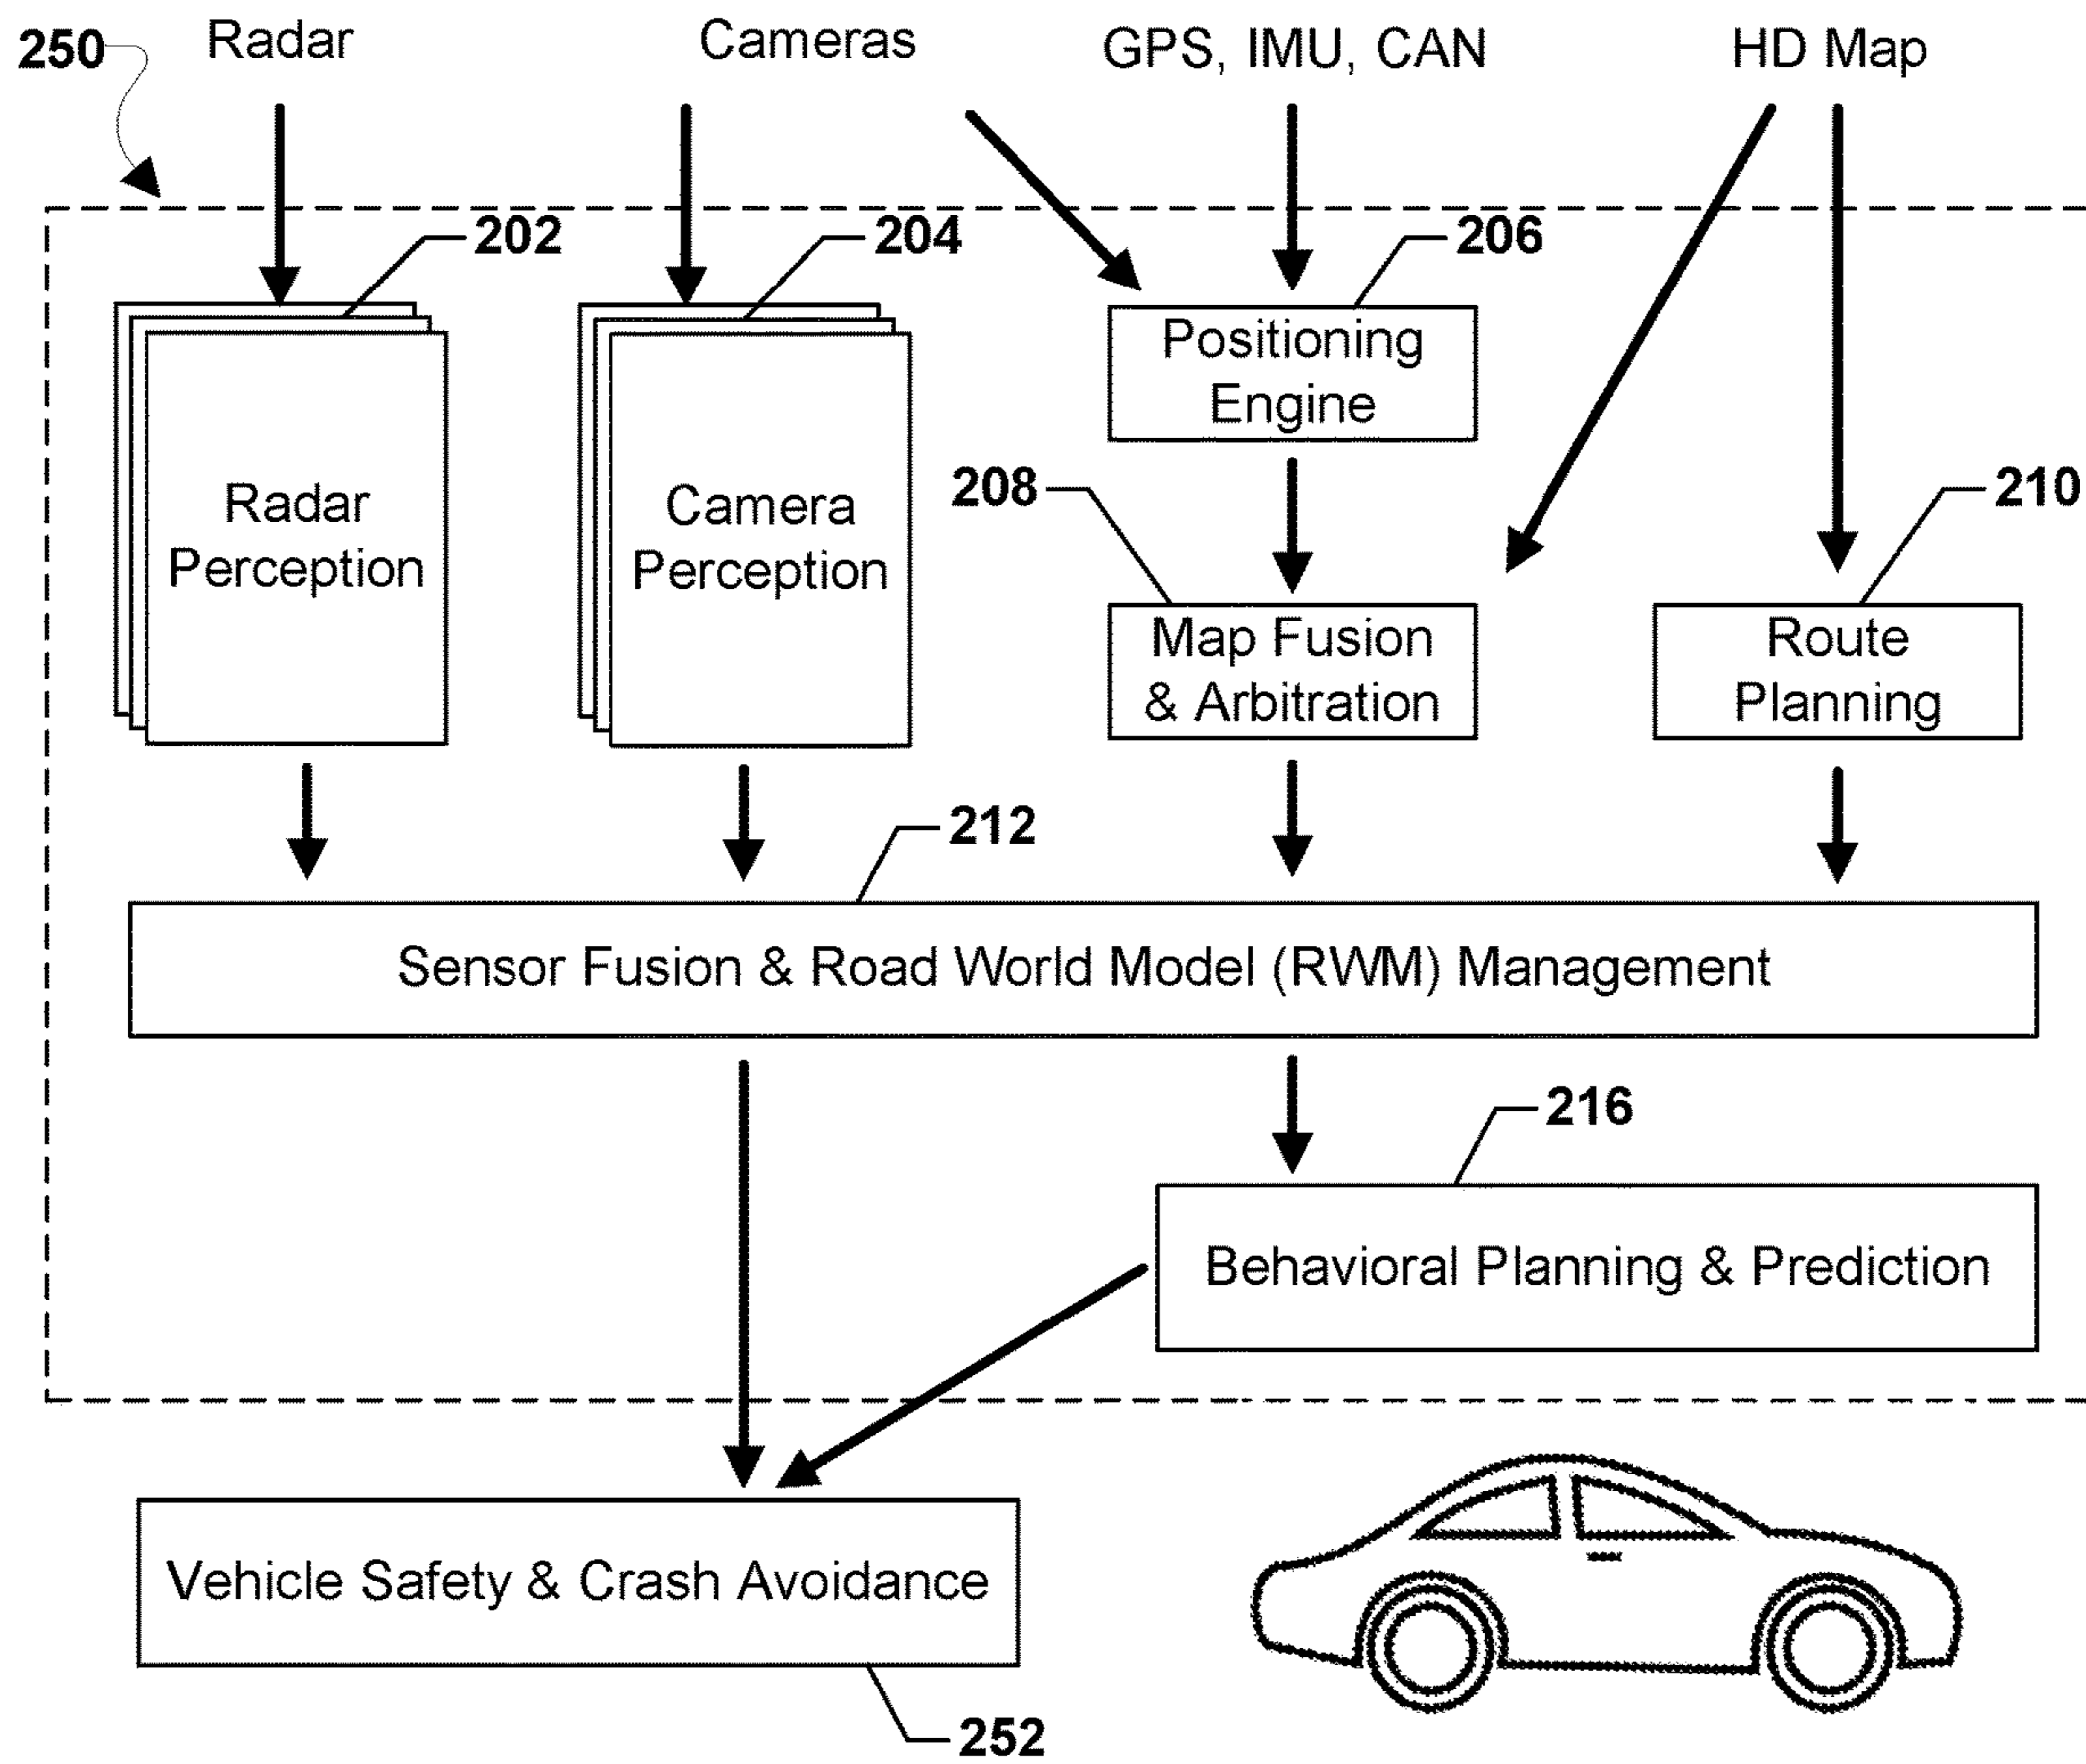 250
Radar
Cameras
GPS, IMU, CAN
HD Map
202
204
206
Positioning
Engine
208
210
Radar
Perception
Camera
Perception
Map Fusion
& Arbitration
Route
Planning
212
Sensor Fusion & Road World Model (RWM) Management
216
Behavioral Planning & Prediction
Vehicle Safety & Crash Avoidance
252